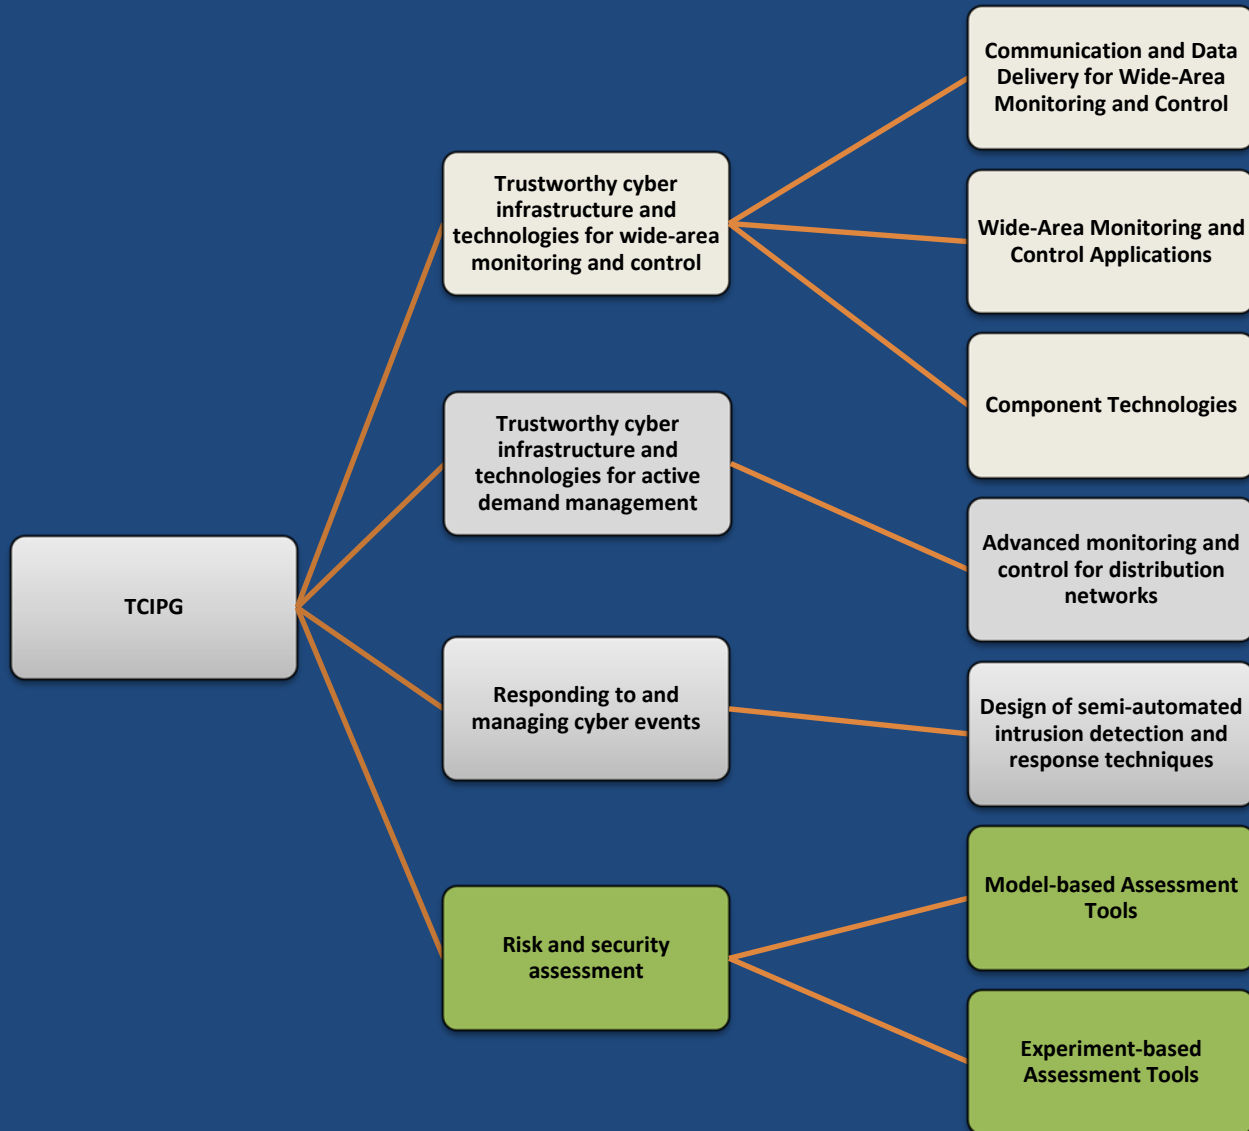 TCIPG
Trustworthy cyber
infrastructure and
technologies for wide-area
monitoring and control
Communication and Data
Delivery for Wide-Area
Monitoring and Control
Wide-Area Monitoring and
Control Applications
Component Technologies
Trustworthy cyber
infrastructure and
technologies for active
demand management
Advanced monitoring and
control for distribution
networks
Responding to and
managing cyber events
Design of semi-automated
intrusion detection and
response techniques
Risk and security
assessment
Model-based Assessment
Tools
Experiment-based
Assessment Tools